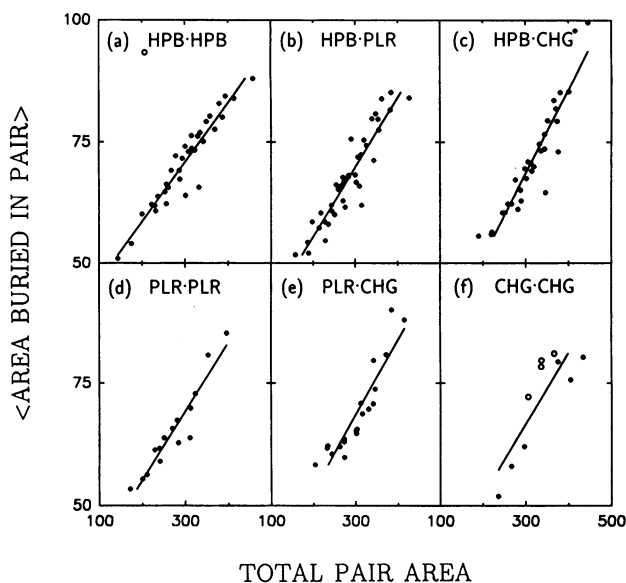 100
(a) HPB·HPB
(b) HPB·PLR
(c) HPB·CHG
75
50
(d) PLR·PLR
(e) PLR·CHG
(f) CHG·CHG
75
50
100 300 100 300 100 300 500
<AREA BURIED IN PAIR>
TOTAL PAIR AREA